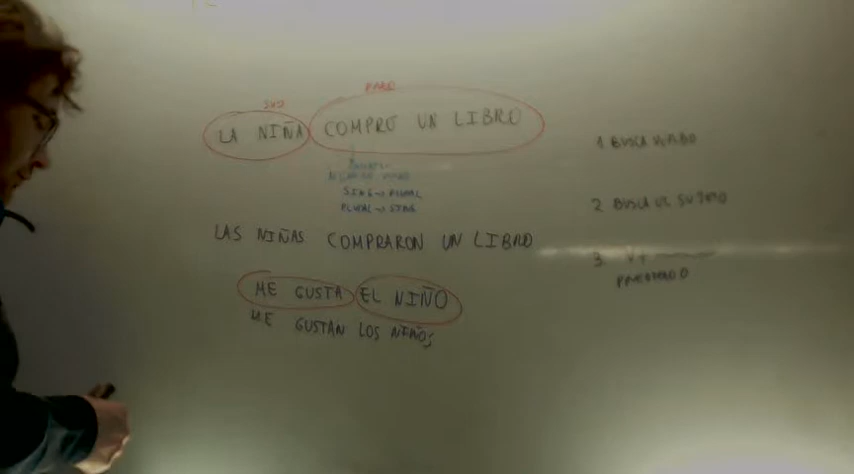 SUJ
PRED
LA NIÑA COMPRÓ UN LIBRO
SING → PLURAL
PLURAL → SING
LAS NIÑAS COMPRARON UN LIBRO
ME GUSTA EL NIÑO
ME GUSTAN LOS NIÑOS
1 BUSCA VERBO
2 BUSCA EL SUJETO
3
PREDICADO